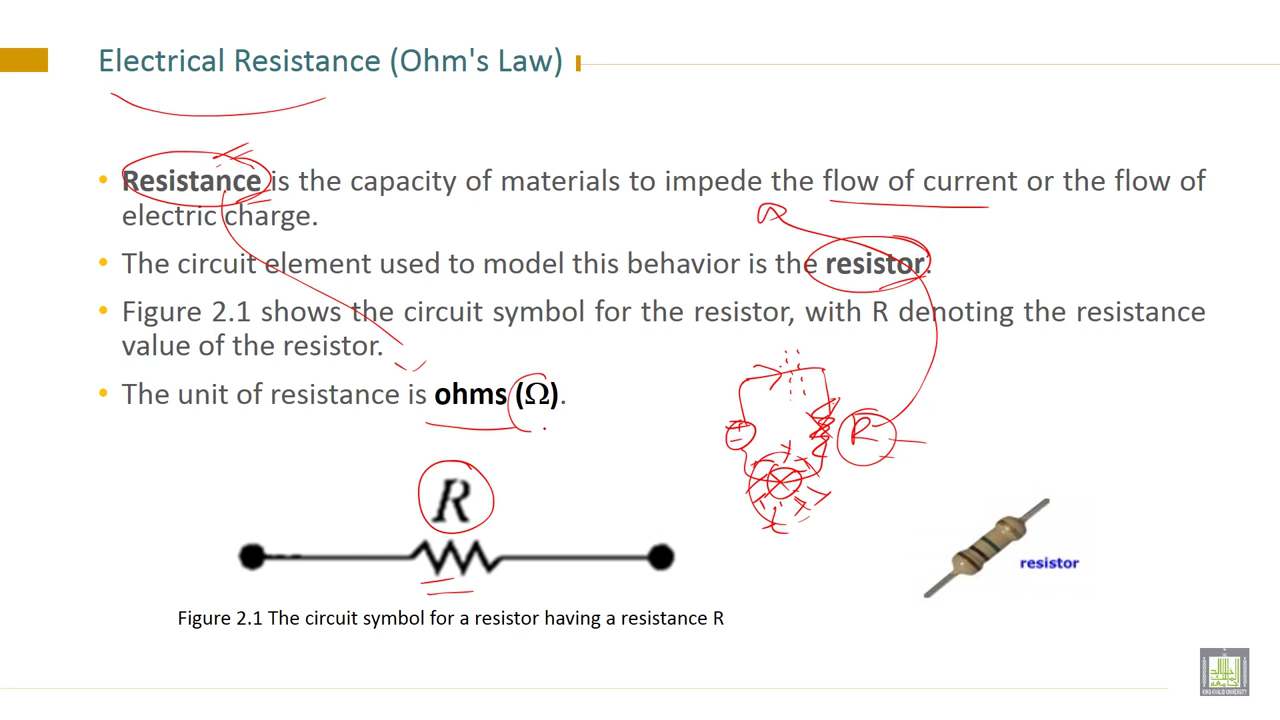 Electrical Resistance (Ohm's Law)
• Resistance is the capacity of materials to impede the flow of current or the flow of
electric charge.
• The circuit element used to model this behavior is the resistor.
• Figure 2.1 shows the circuit symbol for the resistor, with R denoting the resistance
value of the resistor.
• The unit of resistance is ohms (Ω).
+
−
R
R
resistor
Figure 2.1 The circuit symbol for a resistor having a resistance R
KING KHALID UNIVERSITY